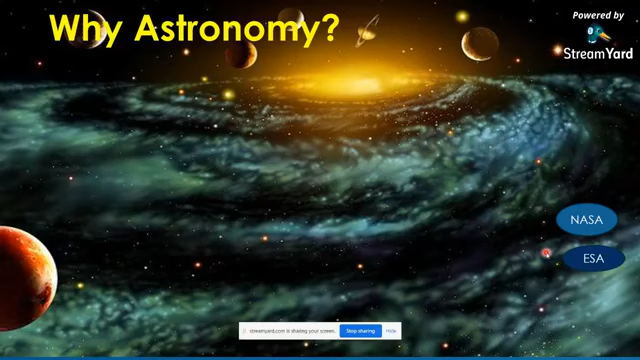 Why Astronomy?
Powered by
StreamYard
NASA
ESA
streamyard.com is sharing your screen.
Stop sharing
Hide